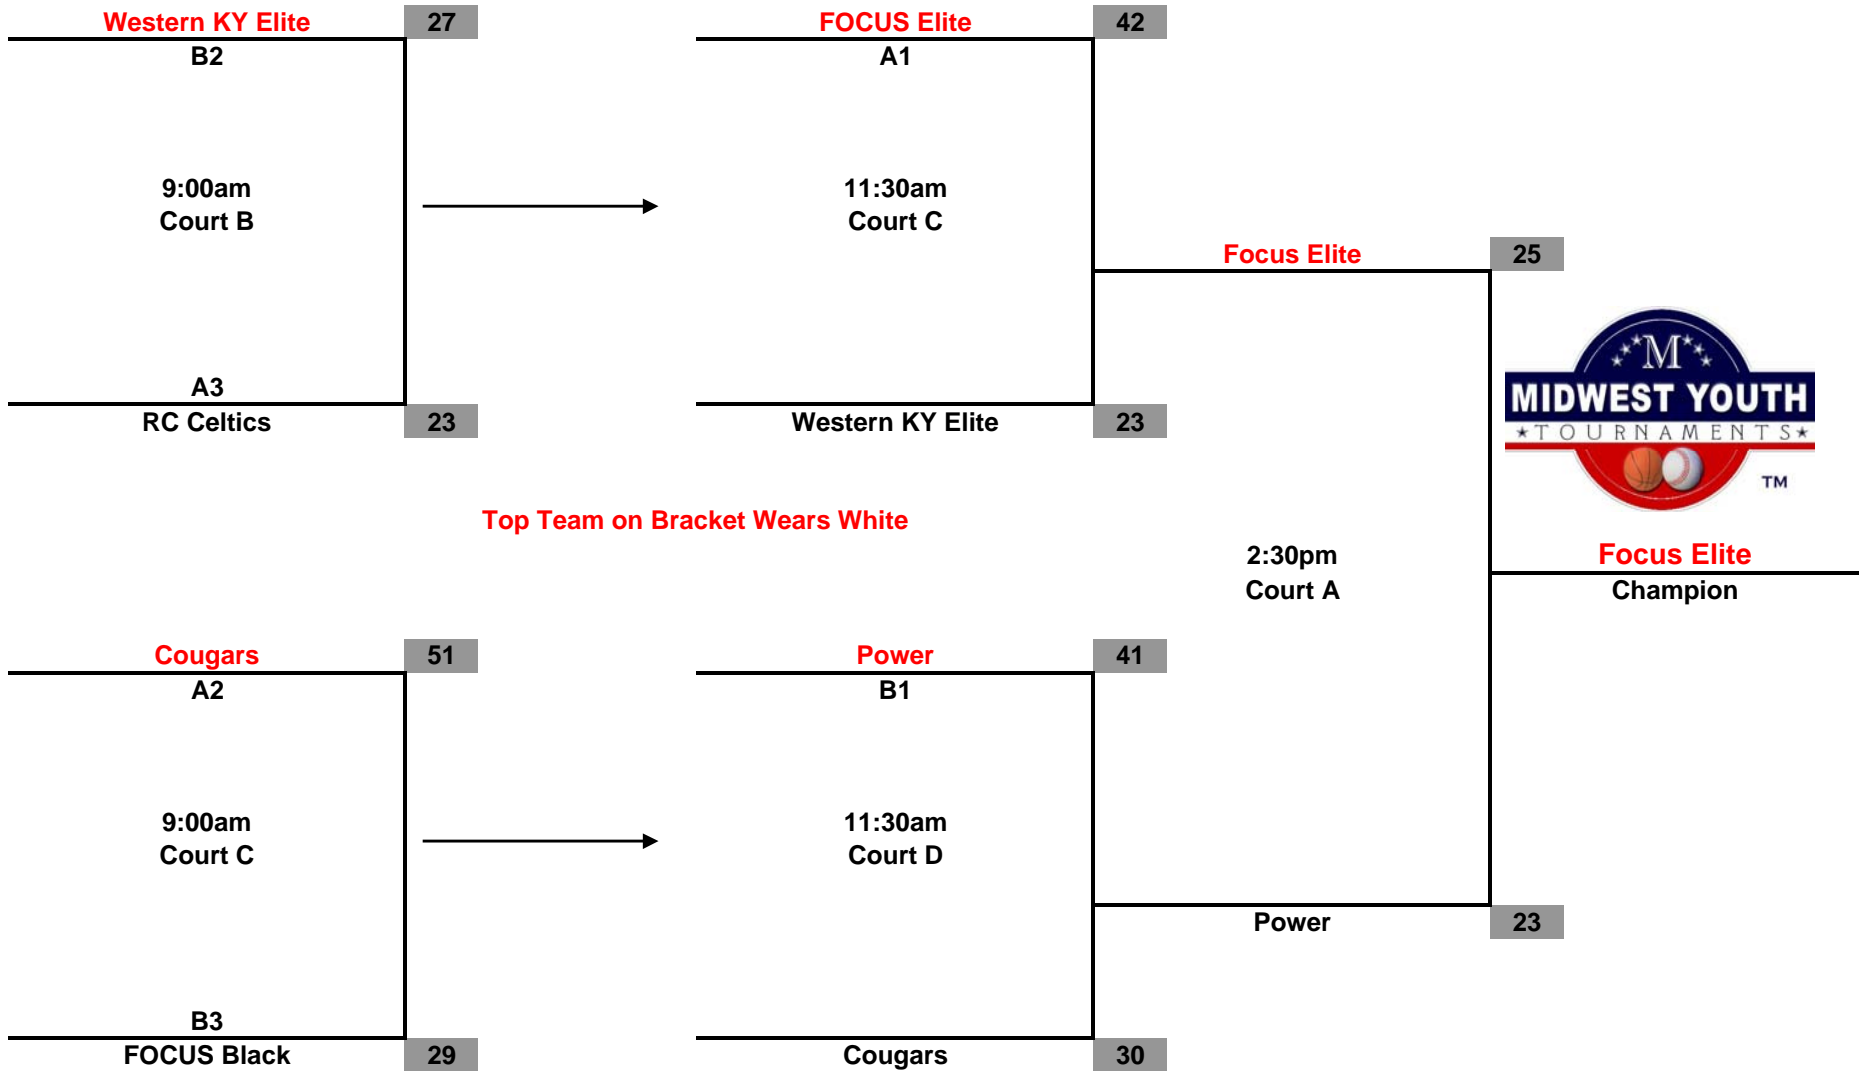 Western KY Elite 27
B2
9:00am
Court B
A3
RC Celtics 23
FOCUS Elite 42
A1
11:30am
Court C
Western KY Elite 23
Focus Elite 25
M
MIDWEST YOUTH
TOURNAMENTS
TM
Top Team on Bracket Wears White
2:30pm
Court A
Focus Elite
Champion
Cougars 51
A2
9:00am
Court C
B3
FOCUS Black 29
Power 41
B1
11:30am
Court D
Cougars 30
Power 23